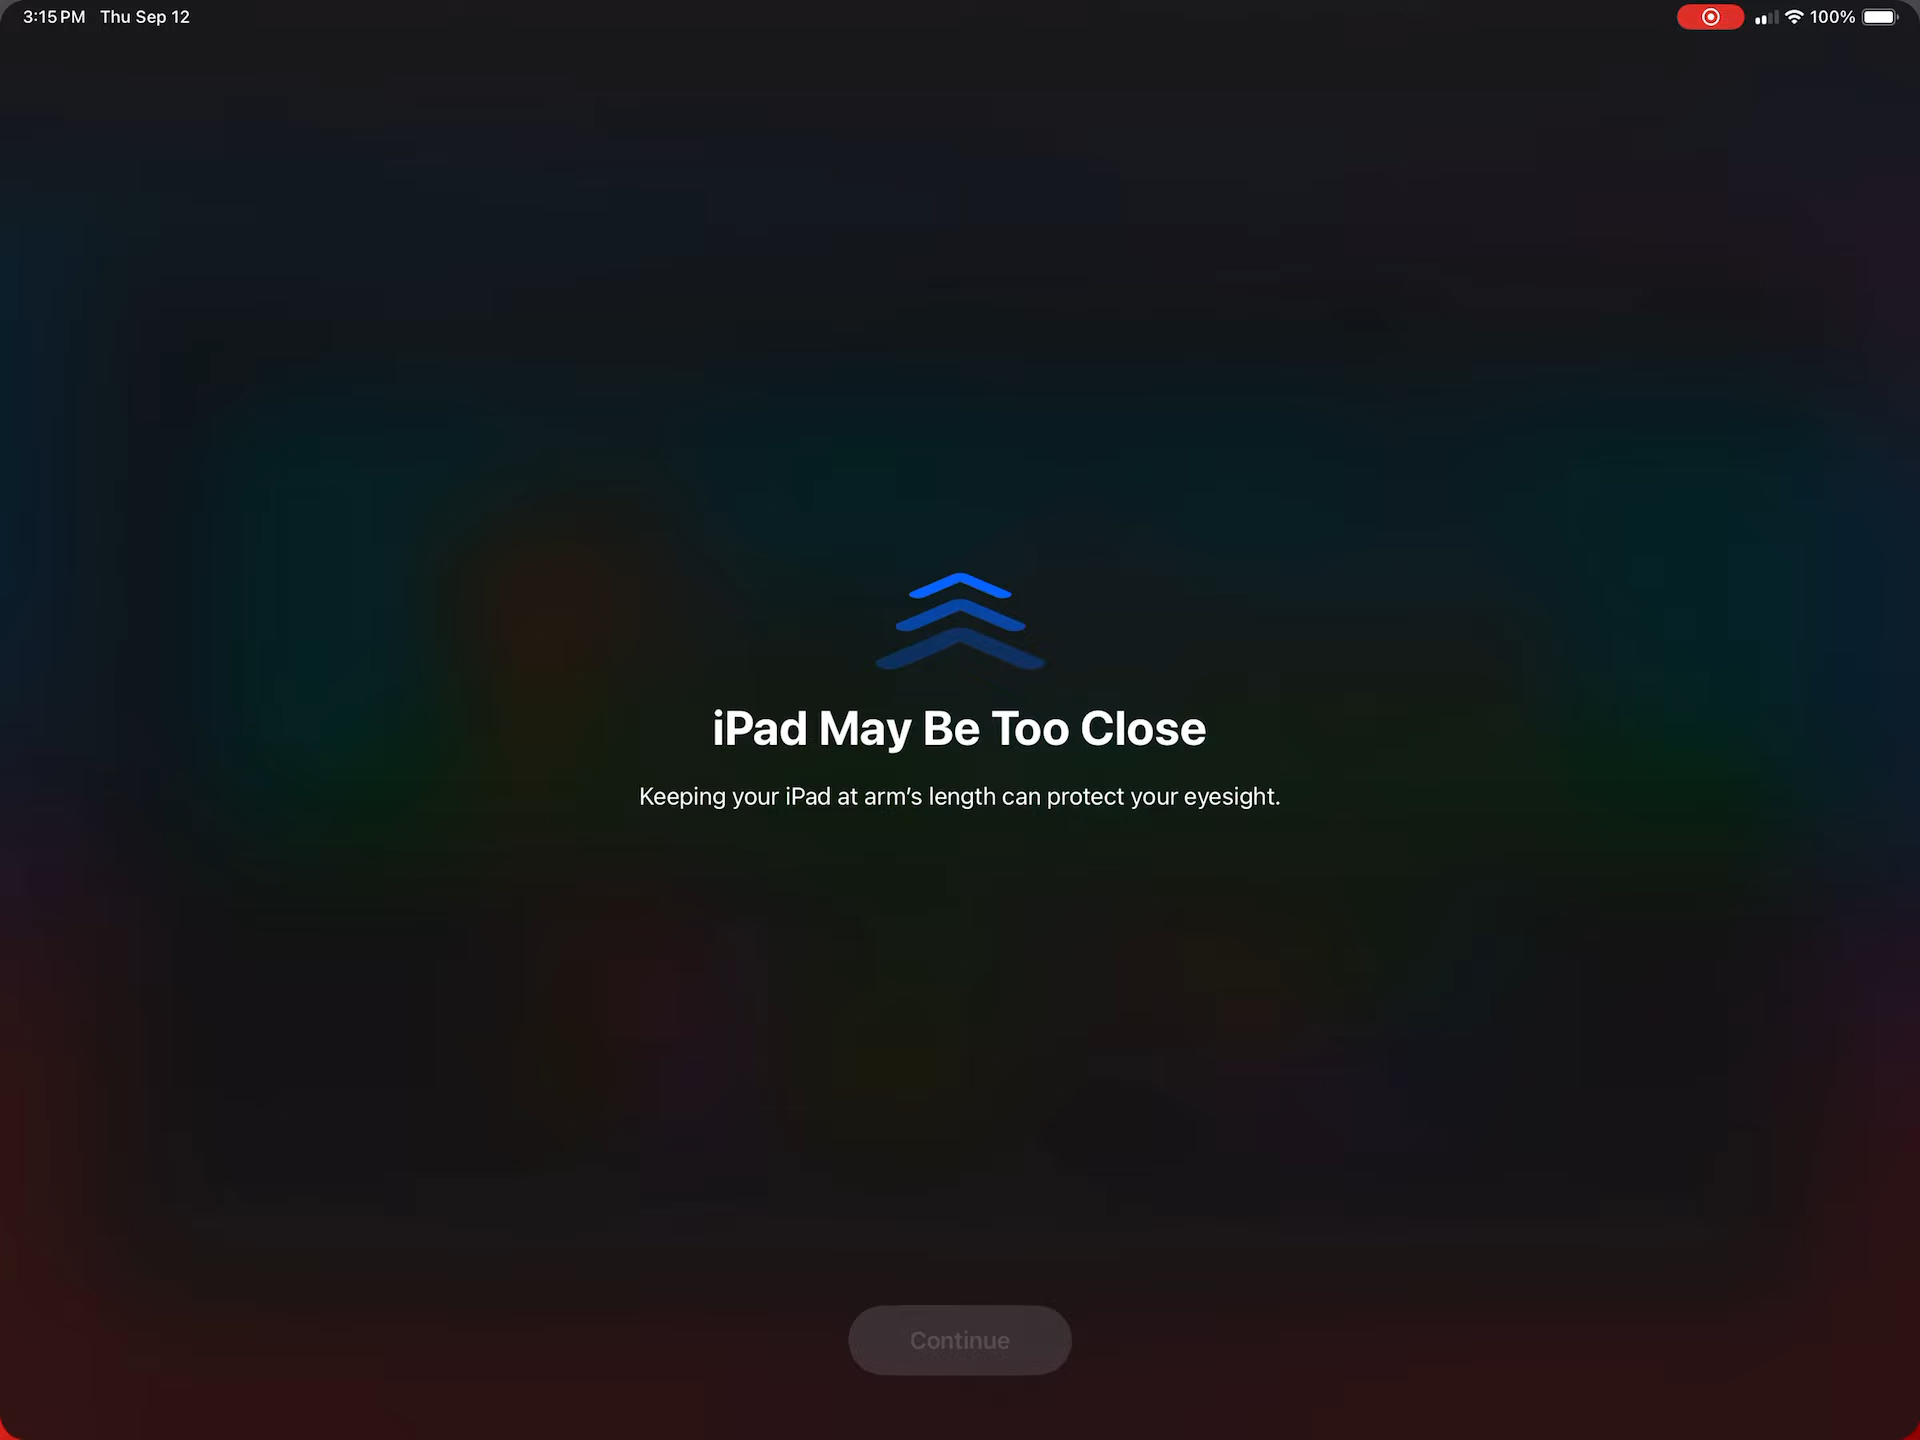 3:15 PM Thu Sep 12
100%
iPad May Be Too Close
Keeping your iPad at arm’s length can protect your eyesight.
Continue